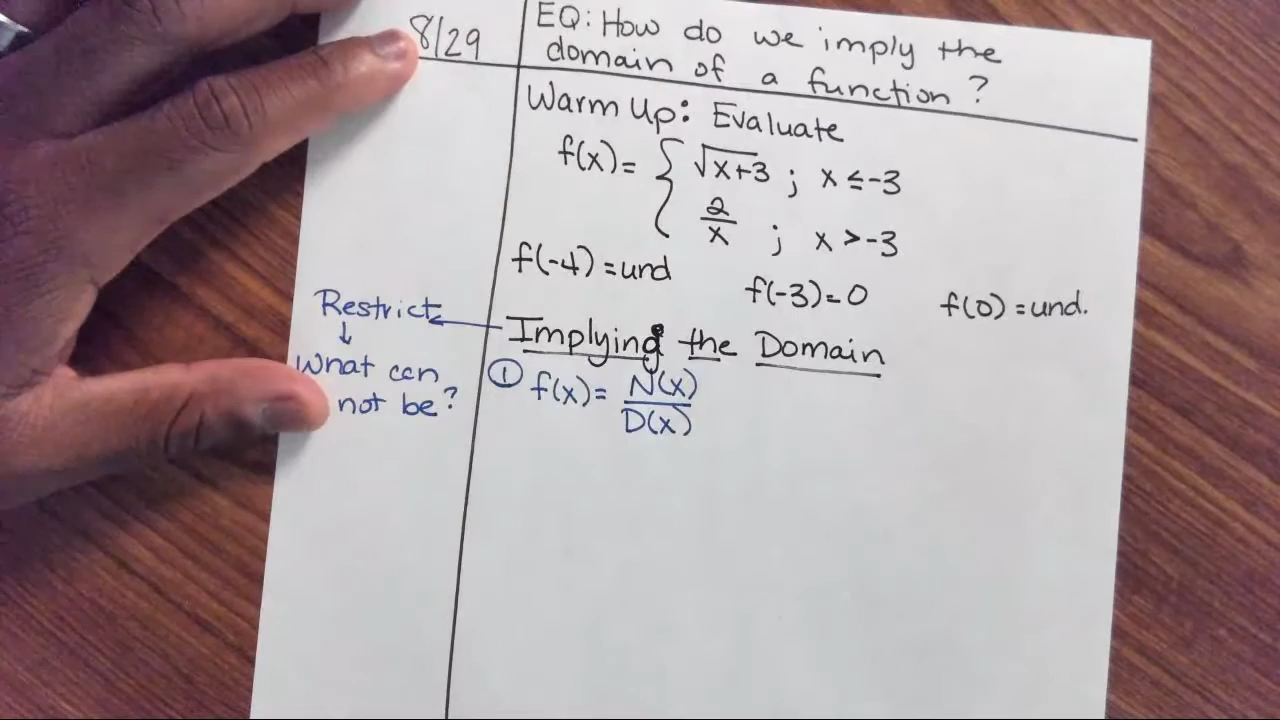 8/29
EQ: How do we imply the
domain of a function?
Warm Up: Evaluate
f(x) = { √x+3 ; x ≤ -3
2/x ; x > -3
f(-4) = und
f(-3) = 0
f(0) = und.
Restrict ← Implying the Domain
↓
What can
not be?
① f(x) = N(x)/D(x)